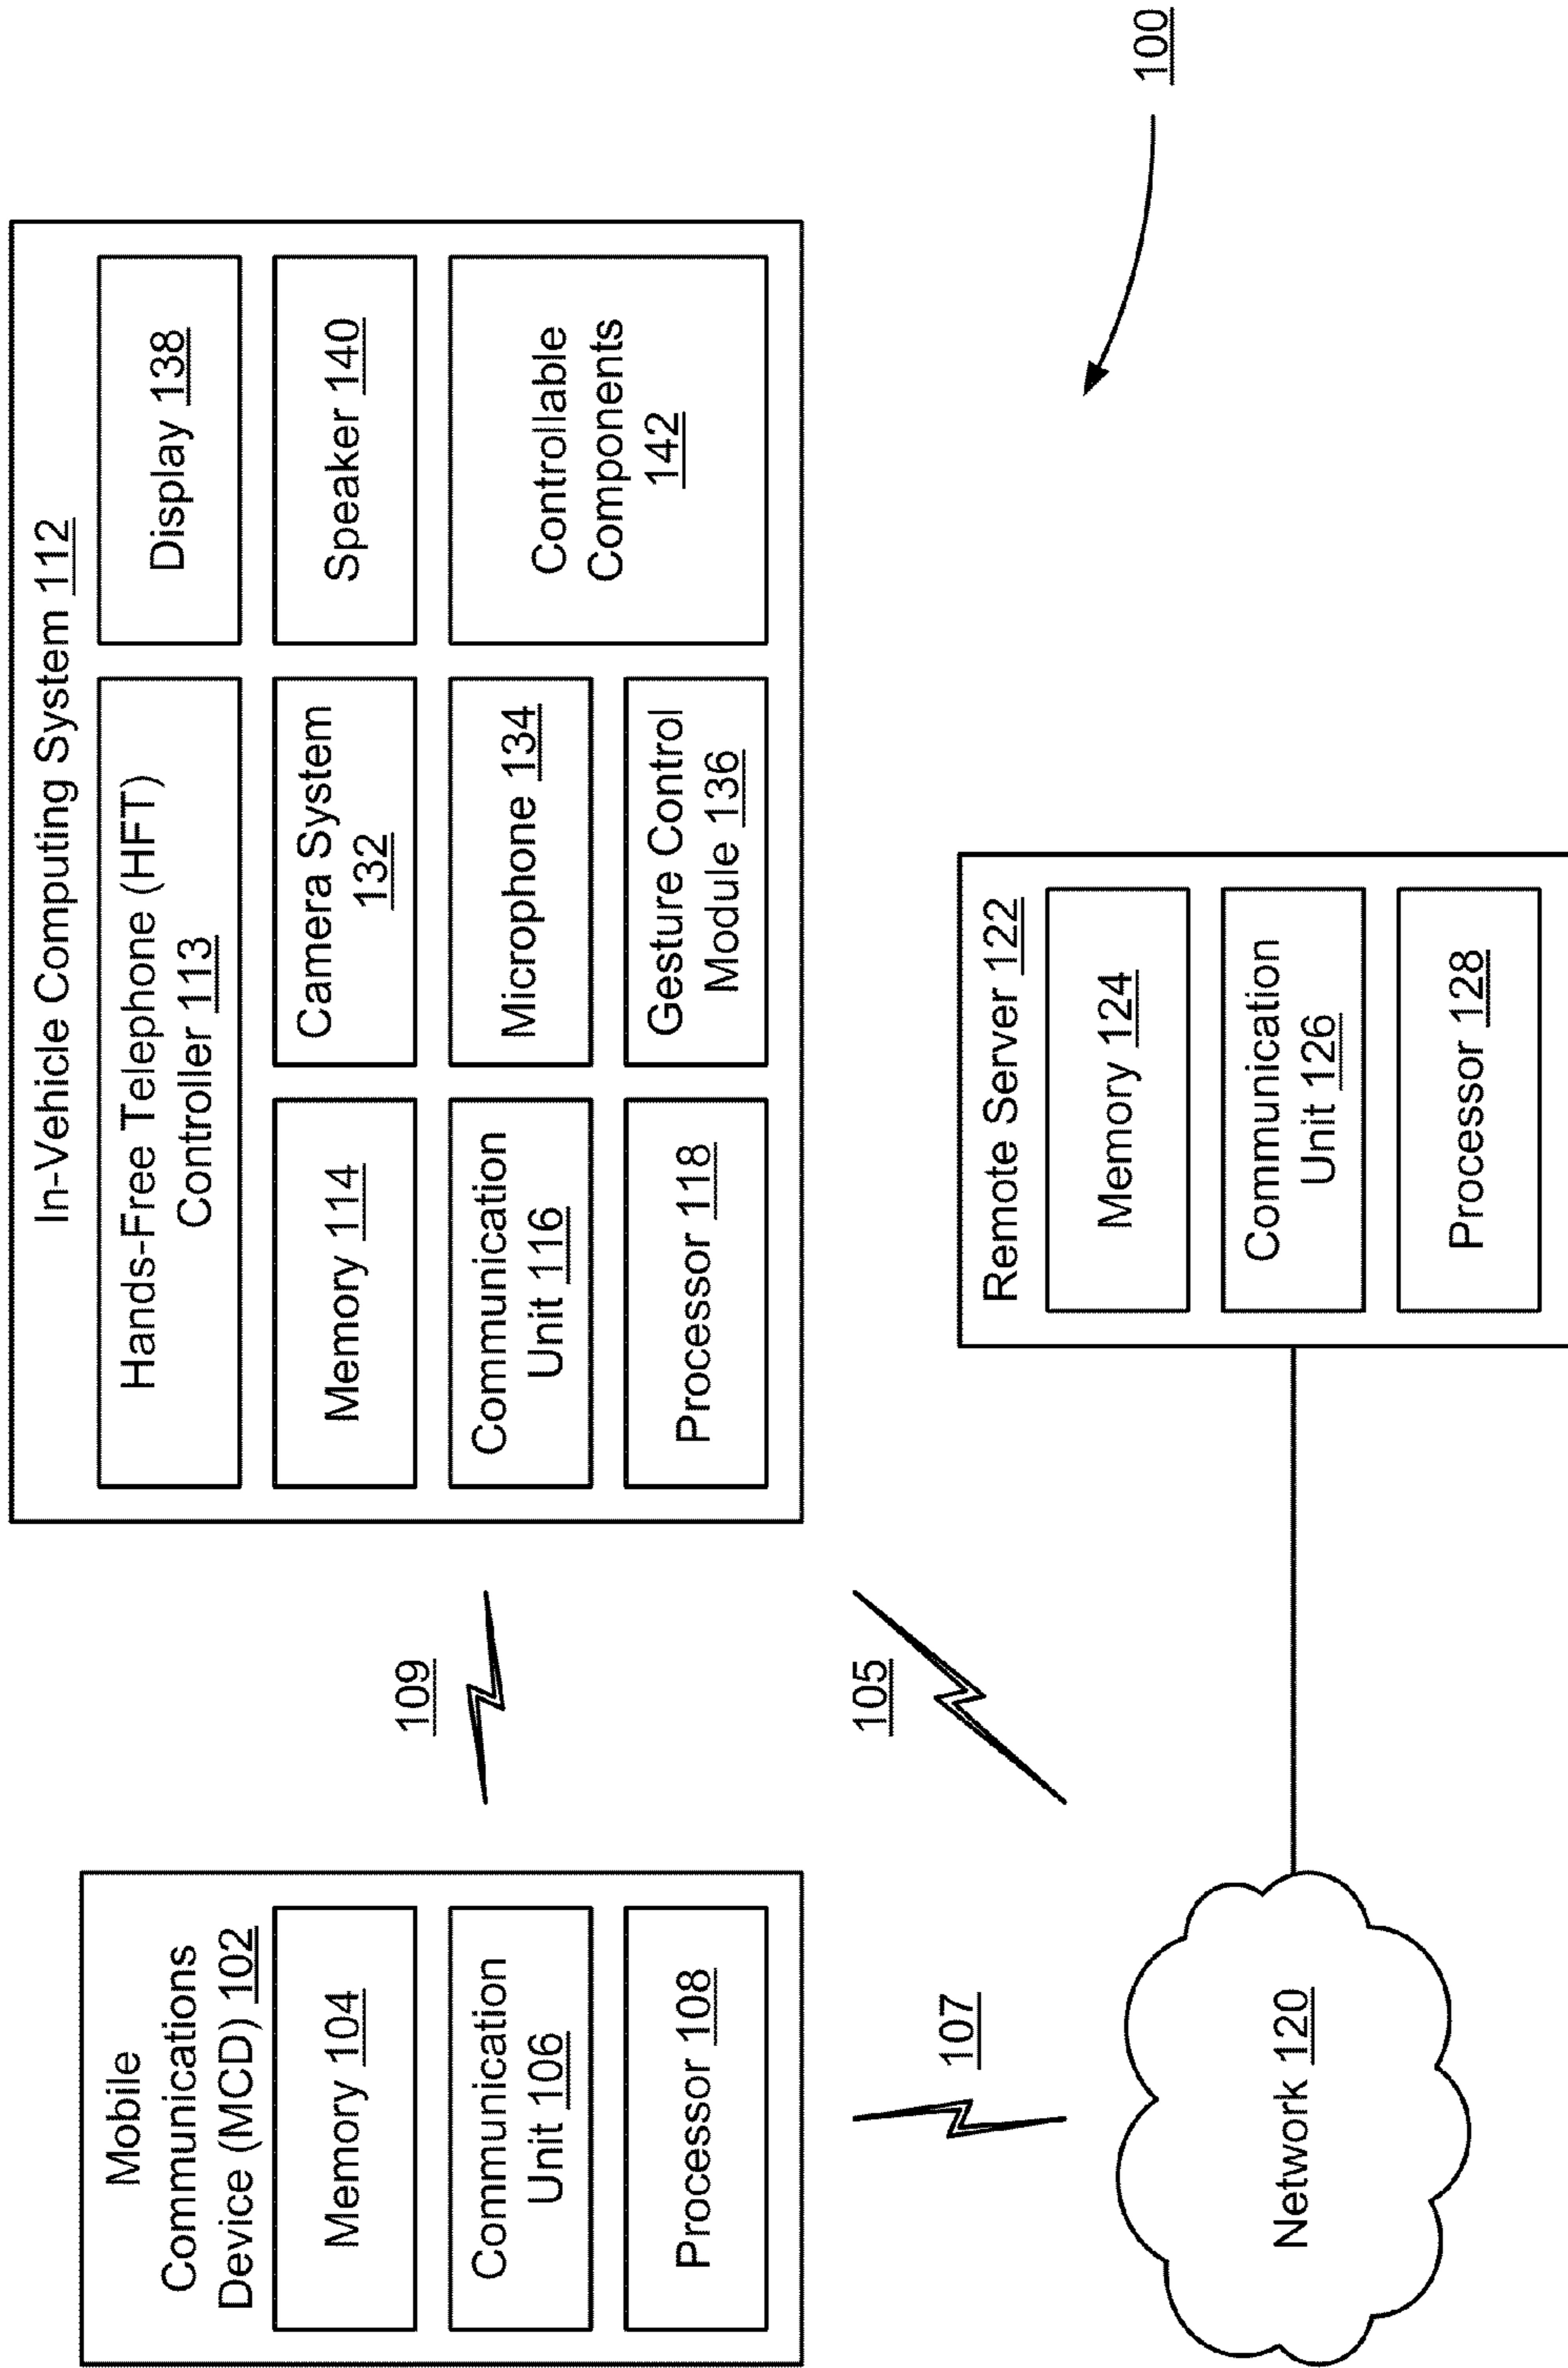 Mobile
Communications
Device (MCD) 102
Memory 104
Communication
Unit 106
Processor 108
109
In-Vehicle Computing System 112
Hands-Free Telephone (HFT)
Controller 113
Display 138
Memory 114
Camera System
132
Speaker 140
Communication
Unit 116
Microphone 134
Controllable
Components
142
Processor 118
Gesture Control
Module 136
107
105
Network 120
Remote Server 122
Memory 124
Communication
Unit 126
Processor 128
100